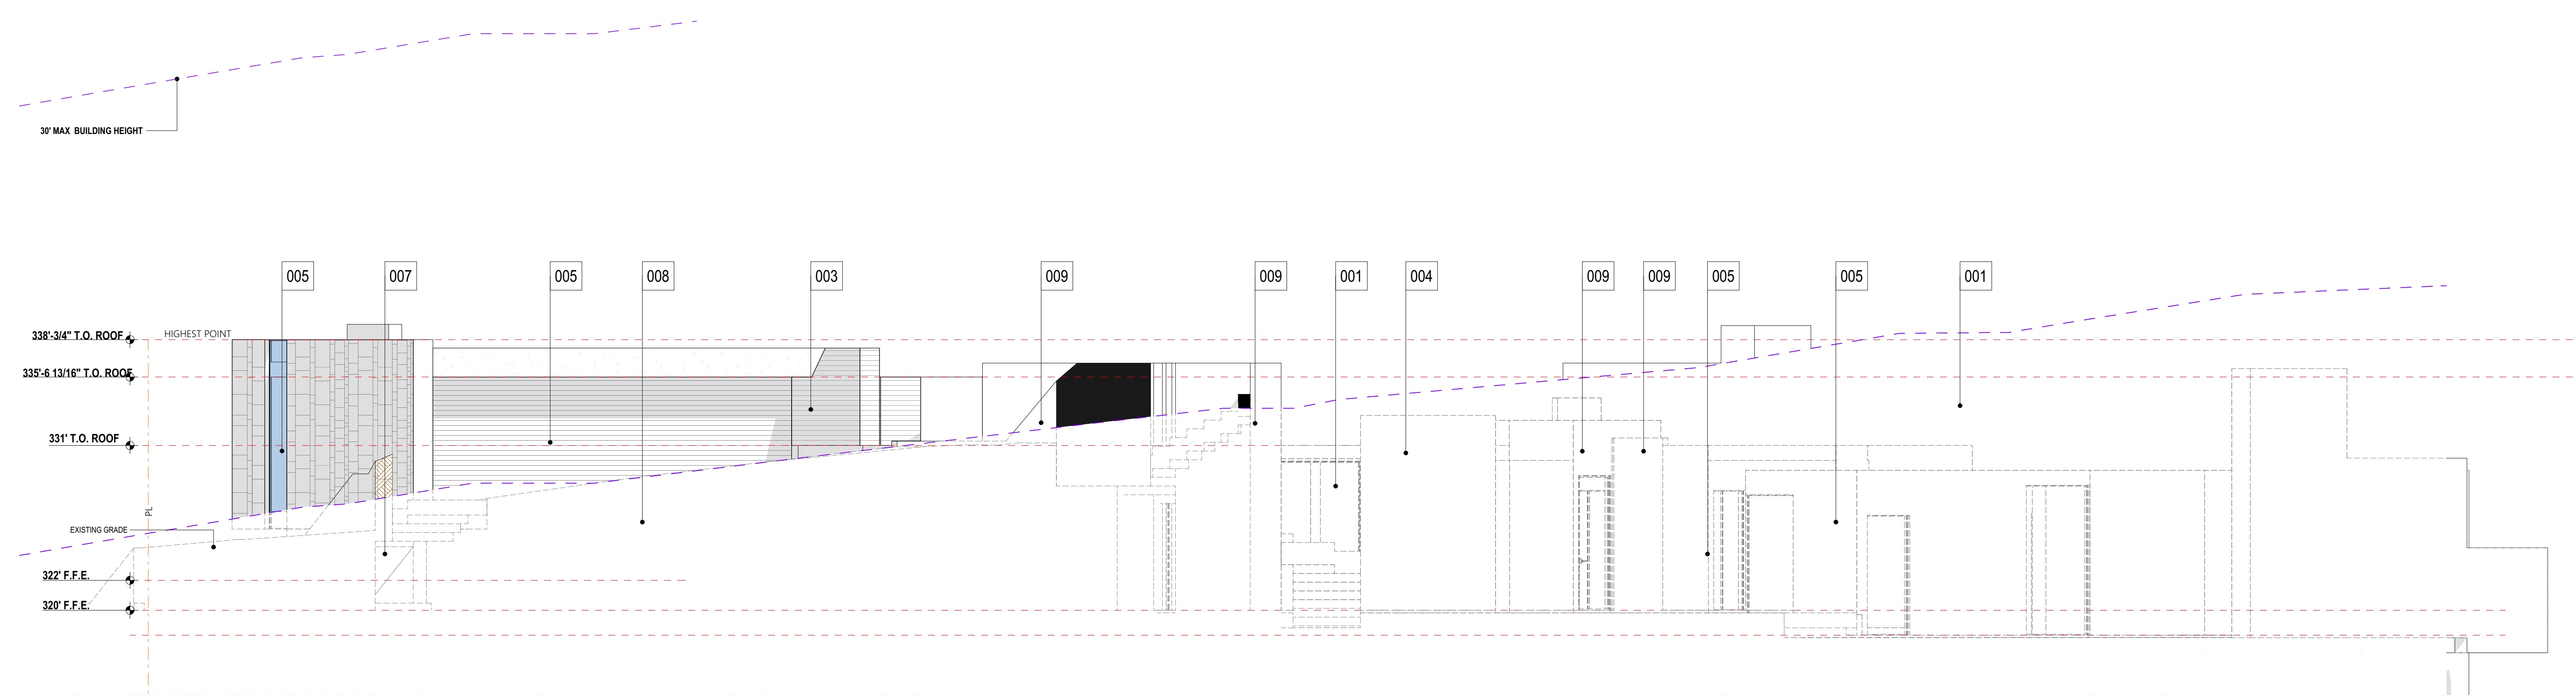 30' MAX BUILDING HEIGHT
005
007
005
008
003
009
009
001
004
009
009
005
005
001
338'-3/4" T.O. ROOF
HIGHEST POINT
335'-6 13/16" T.O. ROOF
331' T.O. ROOF
PL
EXISTING GRADE
322' F.F.E.
320' F.F.E.